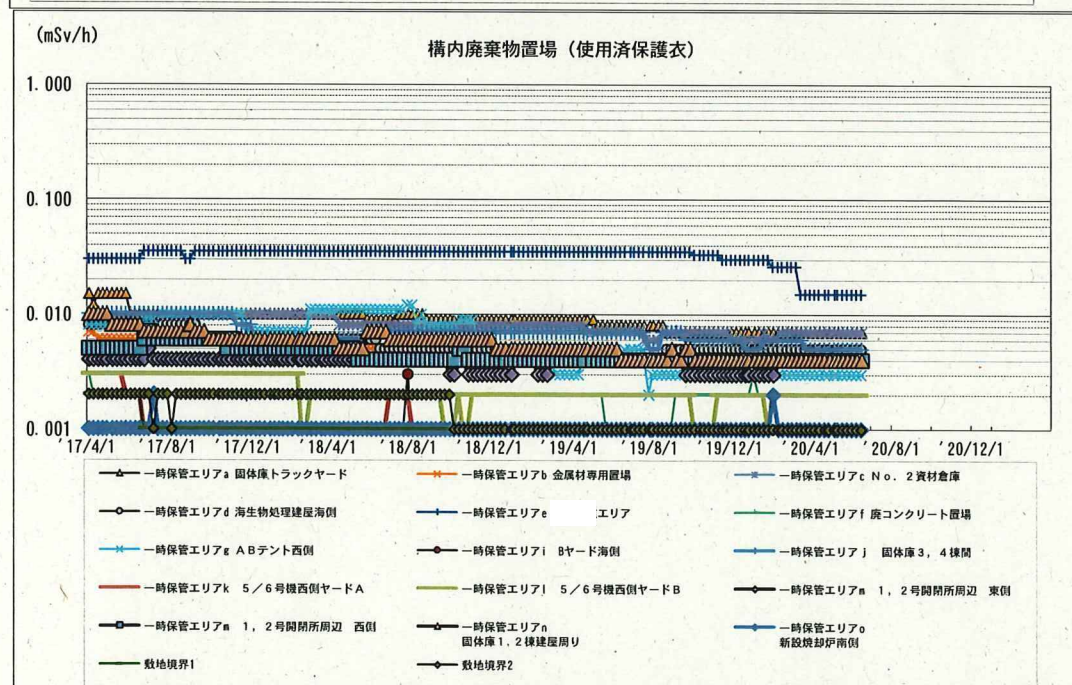 (mSv/h)
構内廃棄物置場（使用済保護衣）
1.000
0.100
0.010
0.001
'17/4/1 '17/8/1 '17/12/1 '18/4/1 '18/8/1 '18/12/1 '19/4/1 '19/8/1 '19/12/1 '20/4/1 '20/8/1 '20/12/1
一時保管エリアa 固体庫トラックヤード
一時保管エリアb 金属材専用置場
一時保管エリアc No．2資材倉庫
一時保管エリアd 海生物処理建屋海側
一時保管エリアe エリア
一時保管エリアf 廃コンクリート置場
一時保管エリアg ABテント西側
一時保管エリアi Bヤード海側
一時保管エリアj 固体庫3，4棟間
一時保管エリアk 5／6号機西側ヤードA
一時保管エリアl 5／6号機西側ヤードB
一時保管エリアm 1，2号開閉所周辺 東側
一時保管エリアm 1，2号開閉所周辺 西側
一時保管エリアn
固体庫1，2棟建屋周り
一時保管エリアo
新設焼却炉南側
敷地境界1
敷地境界2